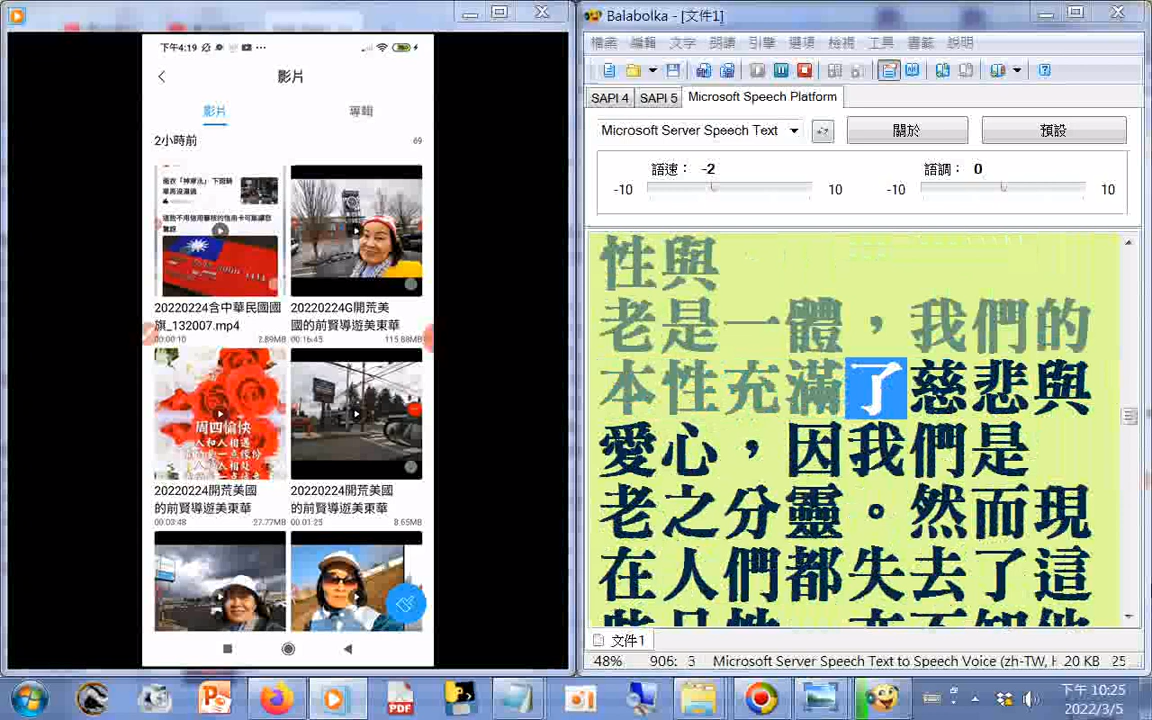 Balabolka - [文件1]
下午4:19
影片
影片
專輯
2小時前
69
20220224含中華民國國
旗_132007.mp4
00:00:10
2.89MB
20220224G開荒美
國的前賢導遊美東華
00:16:45
115.88MB
周四愉快
20220224開荒美國
的前賢導遊美東華
00:03:48
27.77MB
20220224開荒美國
的前賢導遊美東華
00:01:25
8.65MB
檔案 編輯 文字 朗讀 引擎 選項 檢視 工具 書籤 說明
SAPI 4
SAPI 5
Microsoft Speech Platform
Microsoft Server Speech Text
關於
預設
語速： -2
-10
10
語調： 0
-10
10
性與
老是一體，我們的
本性充滿了慈悲與
愛心，因我們是
老之分靈。然而現
在人們都失去了這
文件1
48%
906: 3
Microsoft Server Speech Text to Speech Voice (zh-TW, H
20 KB
25
下午 10:25
2022/3/5